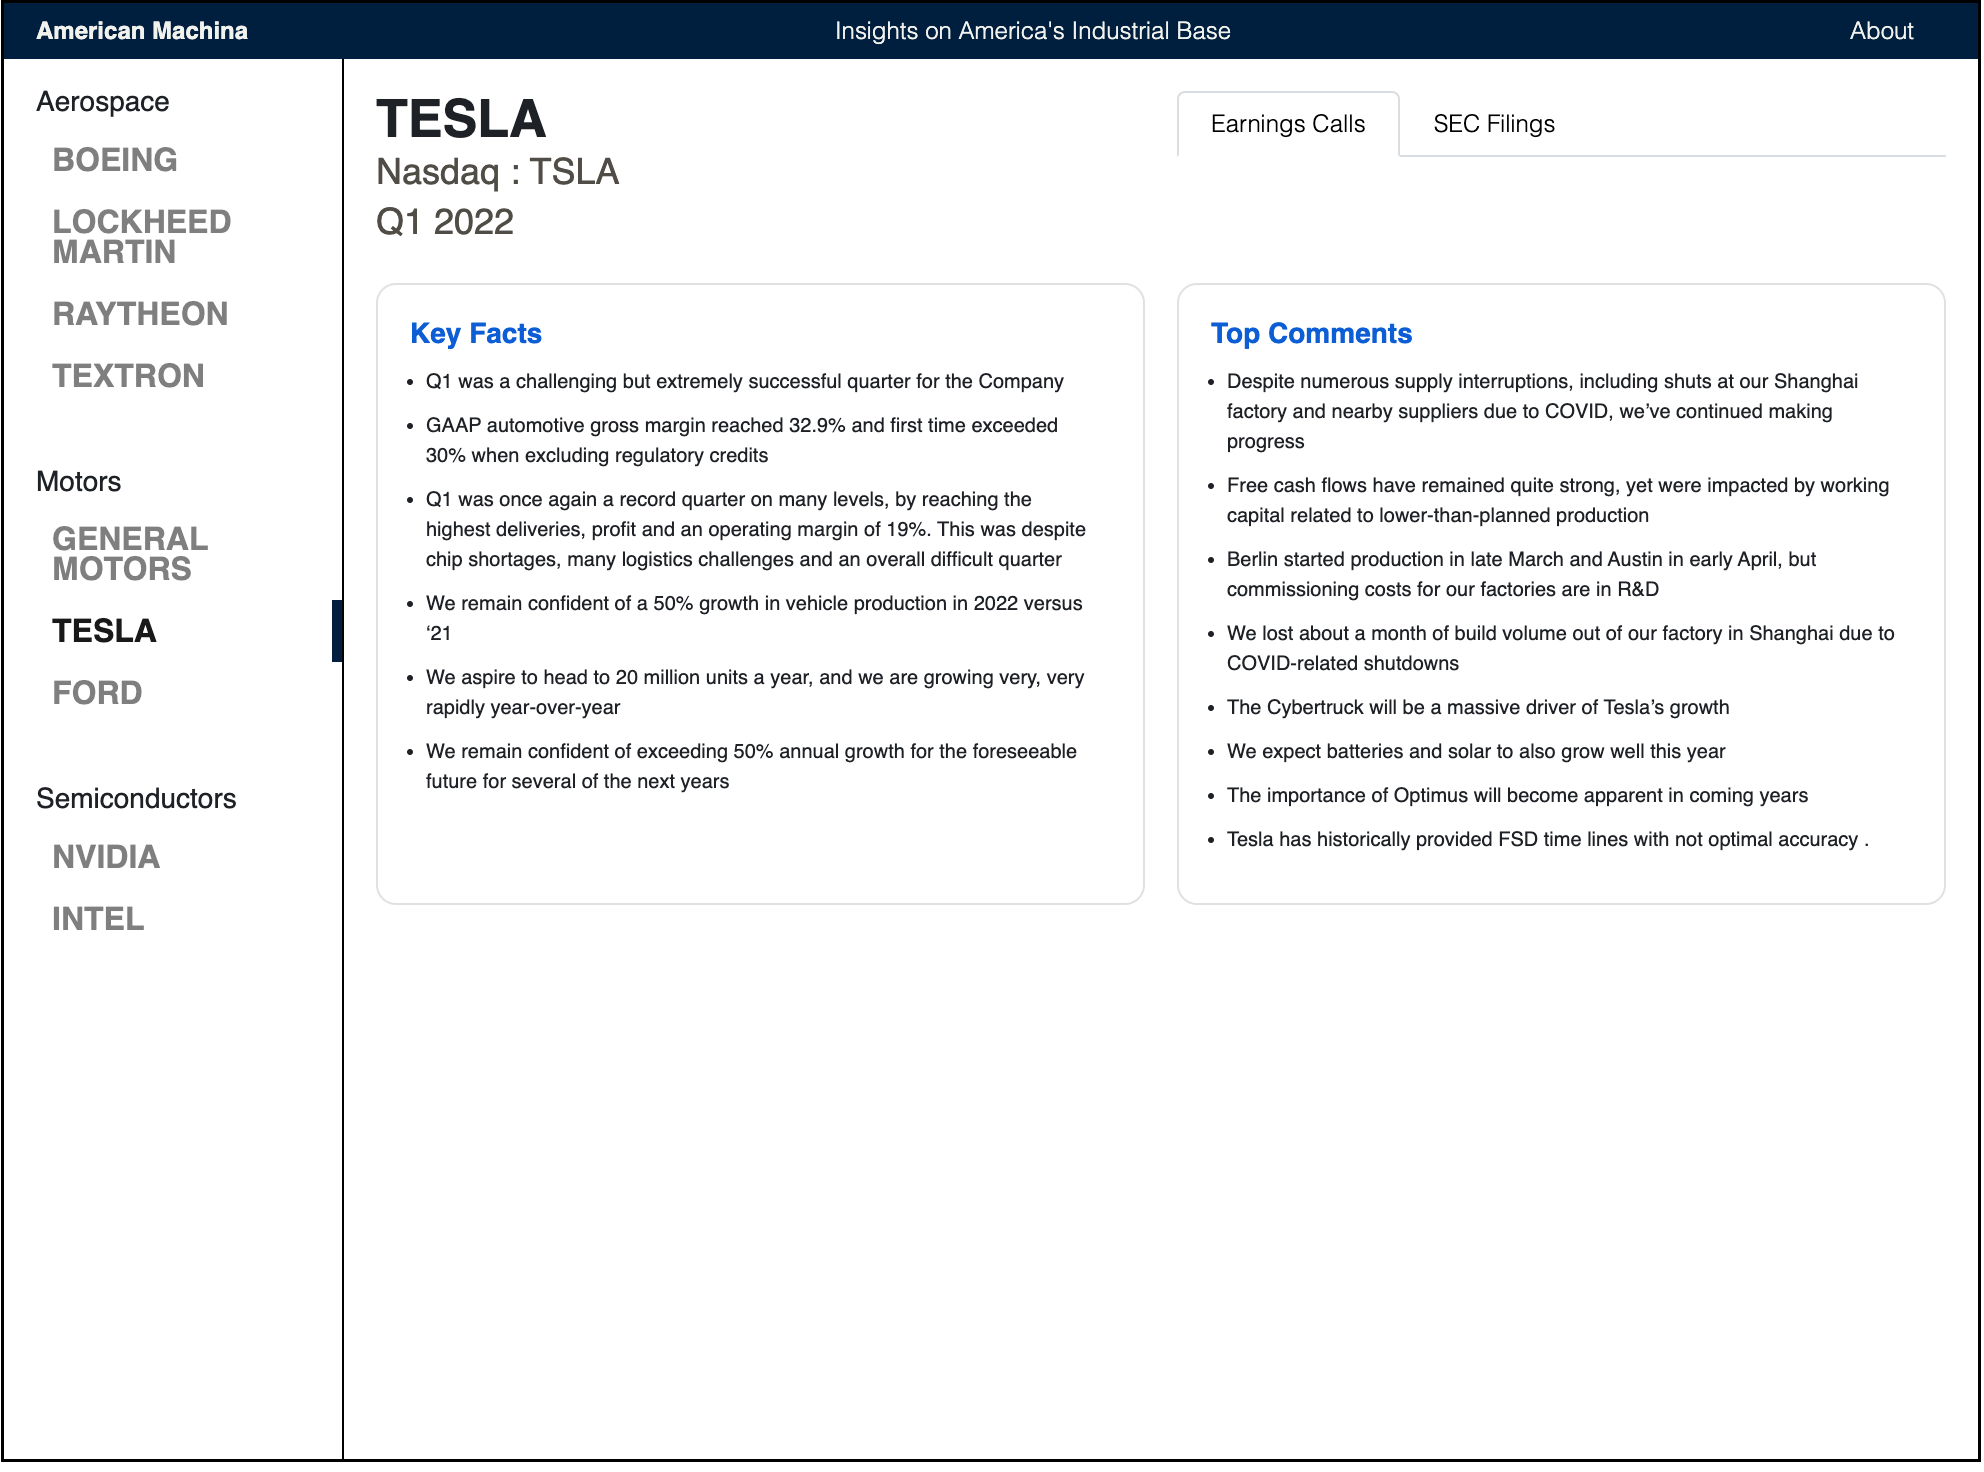 American Machina
Insights on America's Industrial Base
About
Aerospace
BOEING
LOCKHEED
MARTIN
RAYTHEON
TEXTRON
Motors
GENERAL
MOTORS
TESLA
FORD
Semiconductors
NVIDIA
INTEL
TESLA
Nasdaq : TSLA
Q1 2022
Earnings Calls
SEC Filings
Key Facts
• Q1 was a challenging but extremely successful quarter for the Company
• GAAP automotive gross margin reached 32.9% and first time exceeded
30% when excluding regulatory credits
• Q1 was once again a record quarter on many levels, by reaching the
highest deliveries, profit and an operating margin of 19%. This was despite
chip shortages, many logistics challenges and an overall difficult quarter
• We remain confident of a 50% growth in vehicle production in 2022 versus
‘21
• We aspire to head to 20 million units a year, and we are growing very, very
rapidly year-over-year
• We remain confident of exceeding 50% annual growth for the foreseeable
future for several of the next years
Top Comments
• Despite numerous supply interruptions, including shuts at our Shanghai
factory and nearby suppliers due to COVID, we’ve continued making
progress
• Free cash flows have remained quite strong, yet were impacted by working
capital related to lower-than-planned production
• Berlin started production in late March and Austin in early April, but
commissioning costs for our factories are in R&D
• We lost about a month of build volume out of our factory in Shanghai due to
COVID-related shutdowns
• The Cybertruck will be a massive driver of Tesla’s growth
• We expect batteries and solar to also grow well this year
• The importance of Optimus will become apparent in coming years
• Tesla has historically provided FSD time lines with not optimal accuracy .